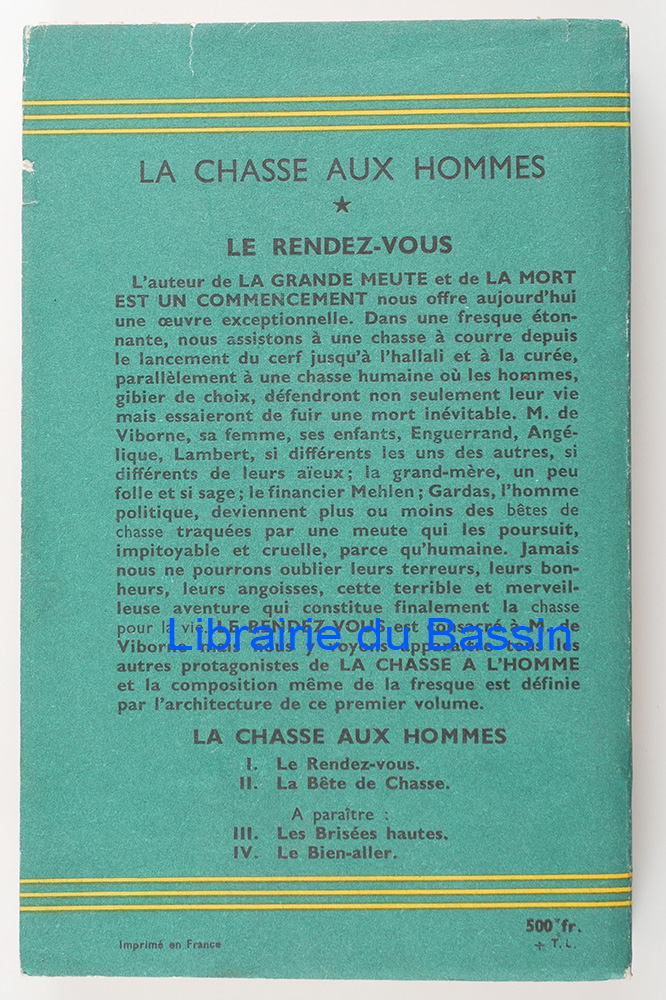 LA CHASSE AUX HOMMES
★
LE RENDEZ-VOUS
L'auteur de LA GRANDE MEUTE et de LA MORT
EST UN COMMENCEMENT nous offre aujourd'hui
une œuvre exceptionnelle. Dans une fresque éton-
nante, nous assistons à une chasse à courre depuis
le lancement du cerf jusqu'à l'hallali et à la curée,
parallèlement à une chasse humaine où les hommes,
gibier de choix, défendront non seulement leur vie
mais essaieront de fuir une mort inévitable. M. de
Viborne, sa femme, ses enfants, Enguerrand, Angé-
lique, Lambert, si différents les uns des autres, si
différents de leurs aïeux ; la grand-mère, un peu
folle et si sage ; le financier Mehlen ; Gardas, l'homme
politique, deviennent plus ou moins des bêtes de
chasse traquées par une meute qui les poursuit,
impitoyable et cruelle, parce qu'humaine. Jamais
nous ne pourrons oublier leurs terreurs, leurs bon-
heurs, leurs angoisses, cette terrible et merveil-
leuse aventure qui constitue finalement la chasse
pour la vie. LE RENDEZ-VOUS est consacré à M. de
Librairie du Bassin
Viborne mais nous y voyons apparaître tous les
autres protagonistes de LA CHASSE A L'HOMME
et la composition même de la fresque est définie
par l'architecture de ce premier volume.
LA CHASSE AUX HOMMES
I. Le Rendez-vous.
II. La Bête de Chasse.
A paraître :
III. Les Brisées hautes.
IV. Le Bien-aller.
500 fr.
+ T. L.
Imprimé en France